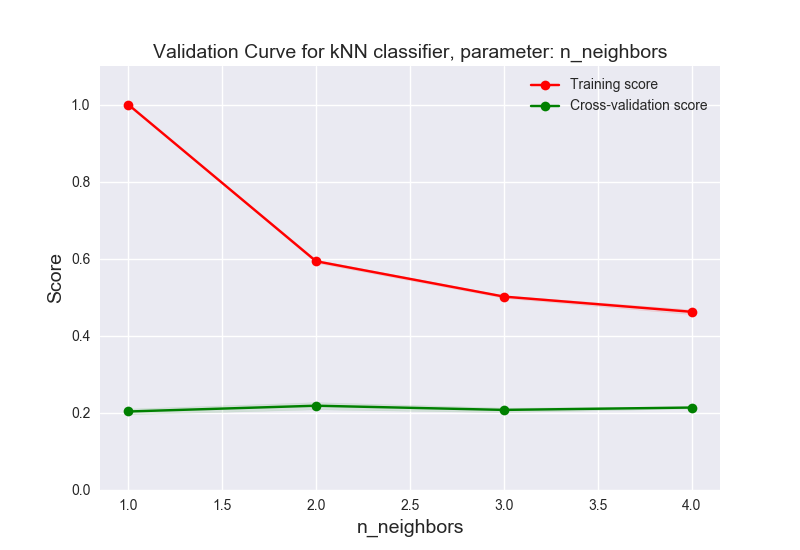 Validation Curve for kNN classifier, parameter: n_neighbors
Training score
Cross-validation score
1.0
0.8
0.6
0.4
0.2
0.0
Score
1.0 1.5 2.0 2.5 3.0 3.5 4.0
n_neighbors